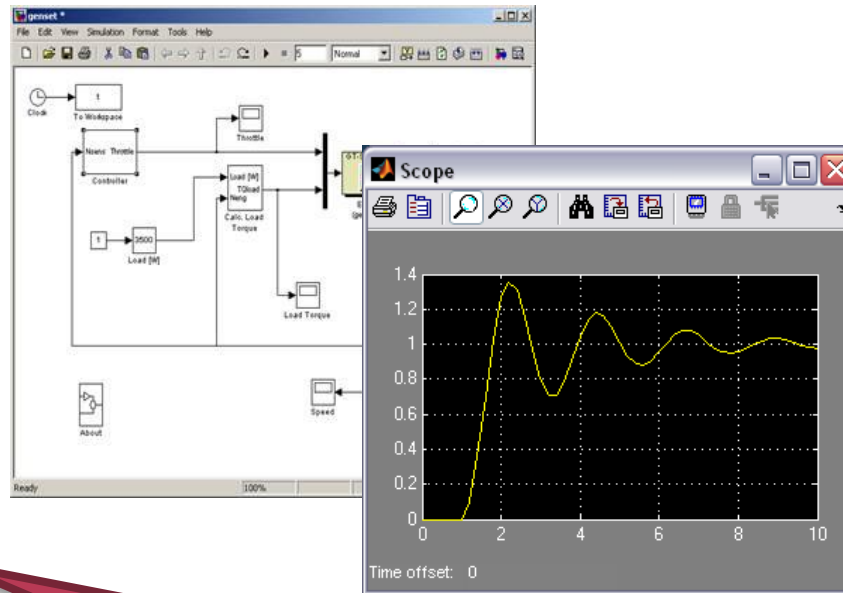 genset *
File Edit View Simulation Format Tools Help
5 Normal
Clock
1
To Workspace
Throttle
Throttle
Controller
Load [W]
TQload
Neng
Calc. Load
Torque
1
3500
Load [W]
Load Torque
Speed
About
Ready
100%
Scope
1.4
1.2
1
0.8
0.6
0.4
0.2
0
0 2 4 6 8 10
Time offset: 0